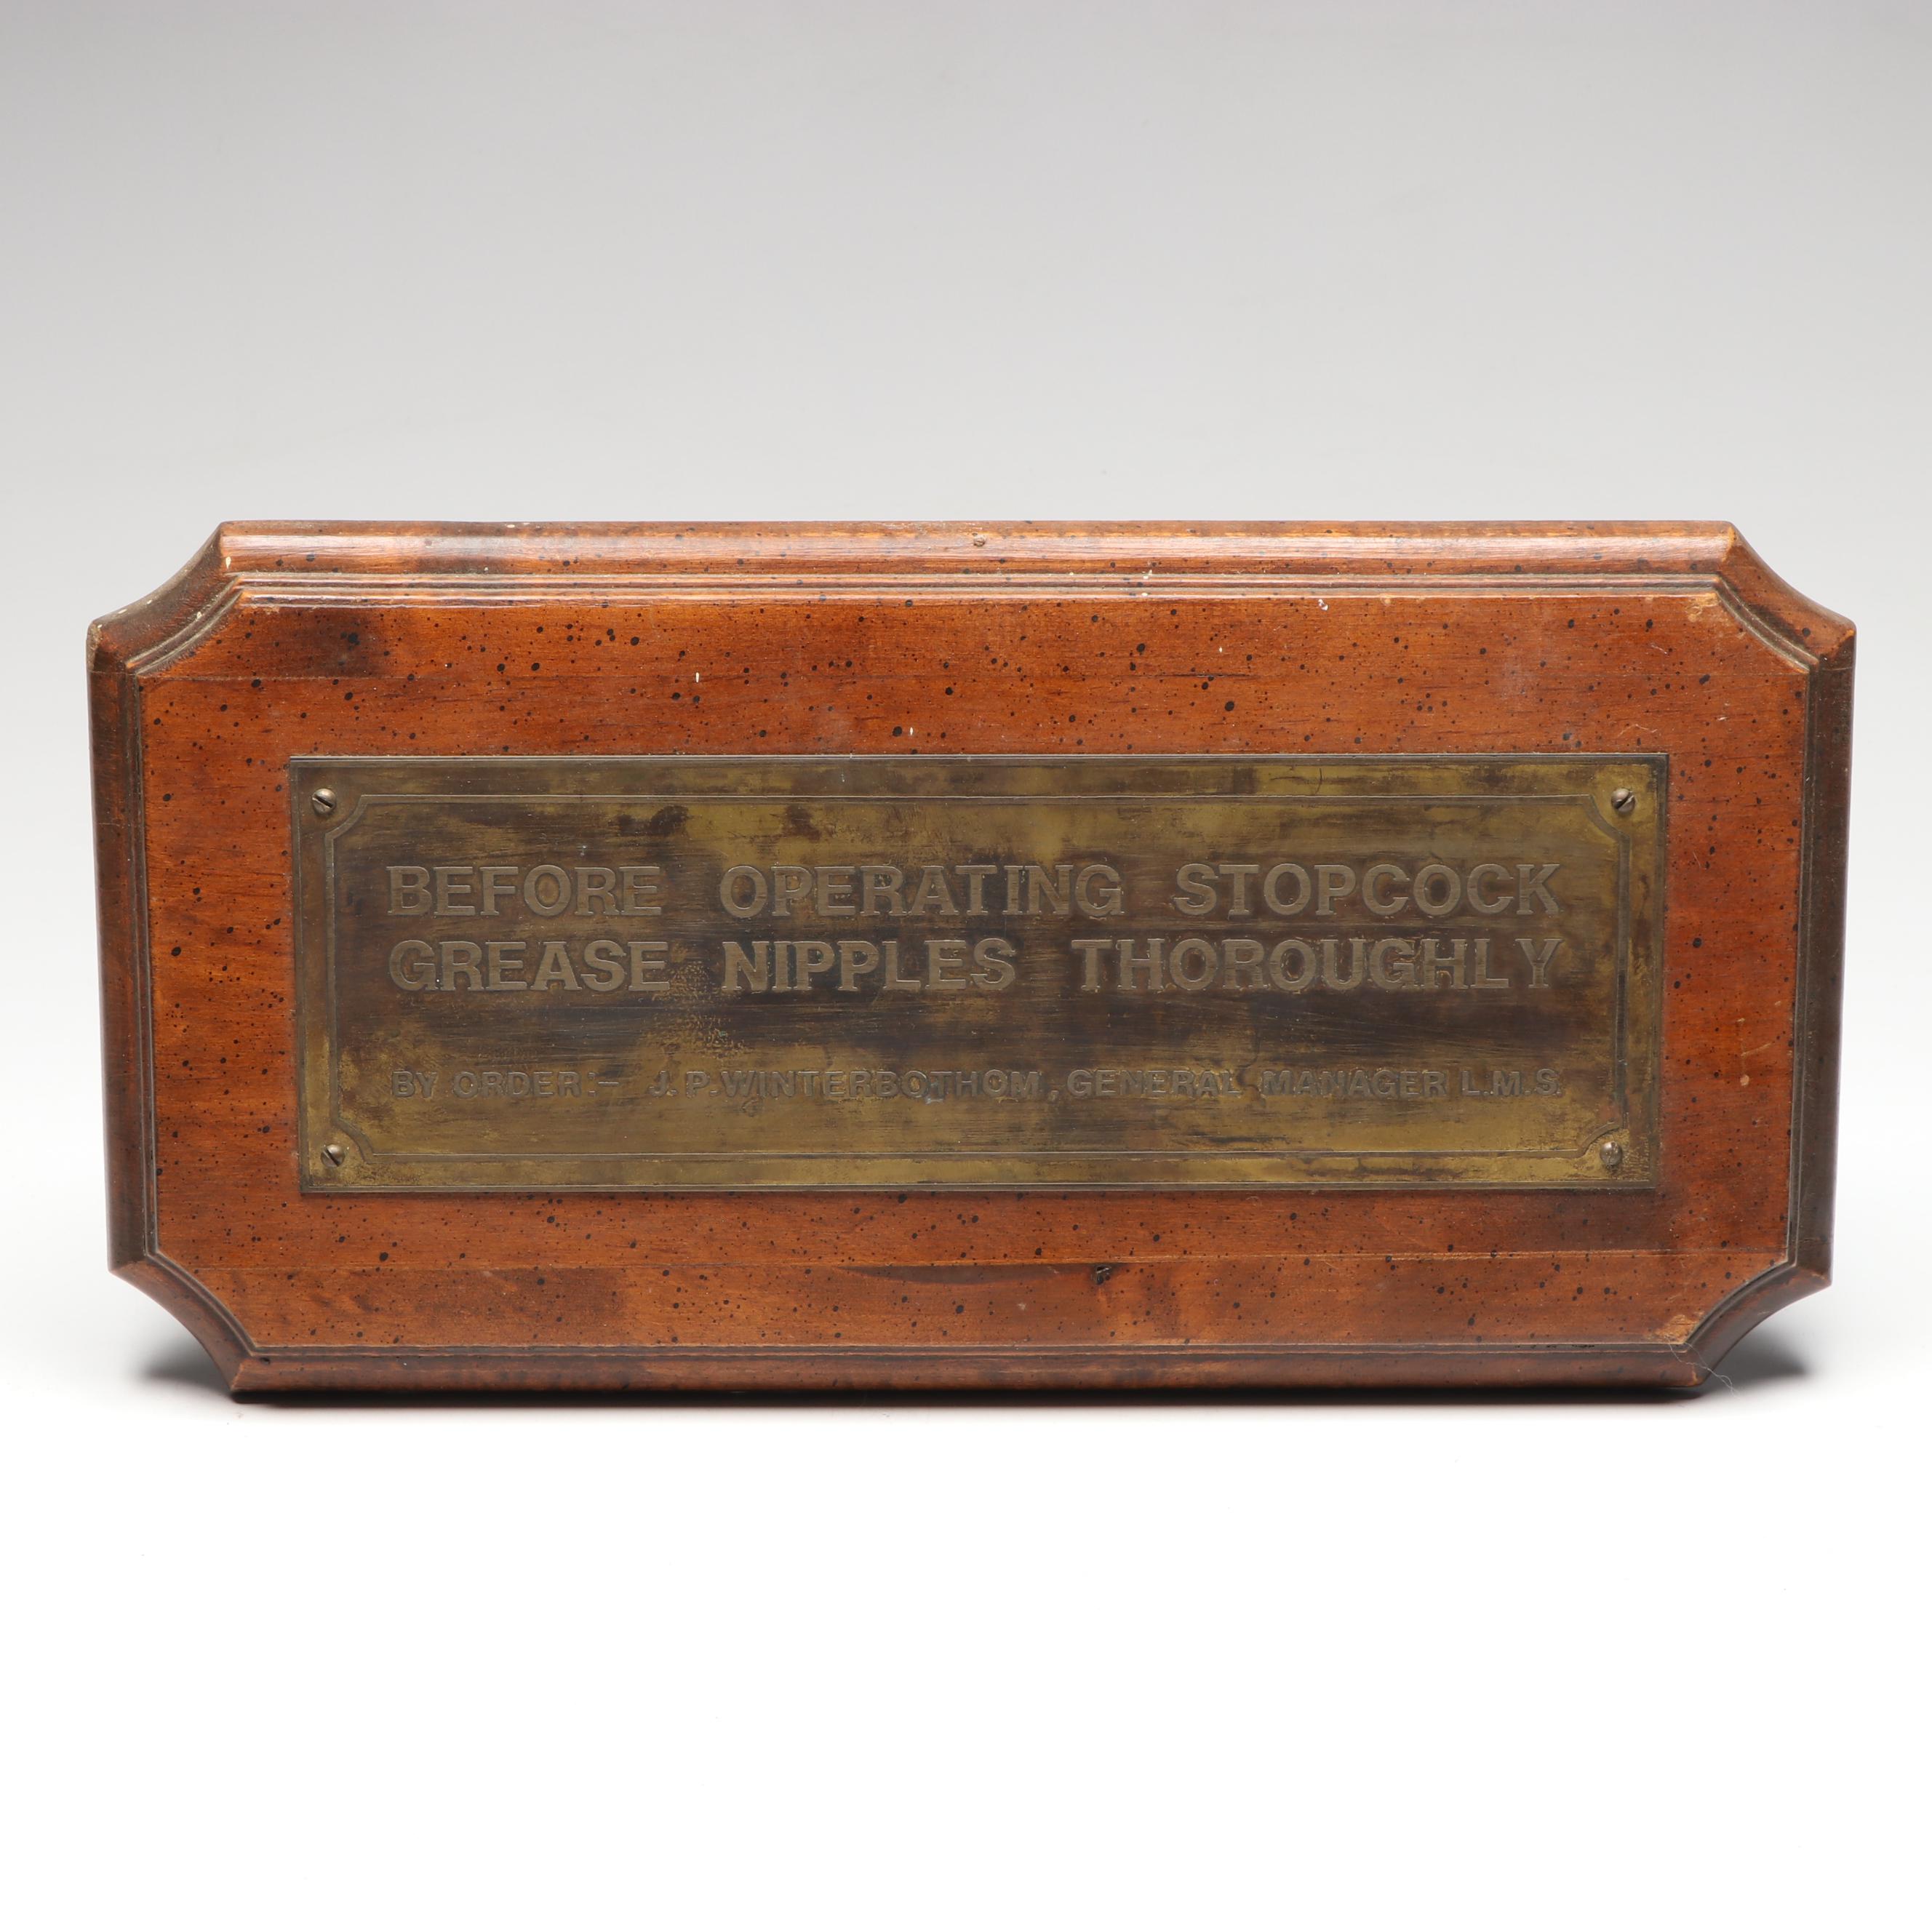 BEFORE OPERATING STOPCOCK
GREASE NIPPLES THOROUGHLY
BY ORDER:- J.P.WINTERBOTHOM, GENERAL MANAGER L.M.S.